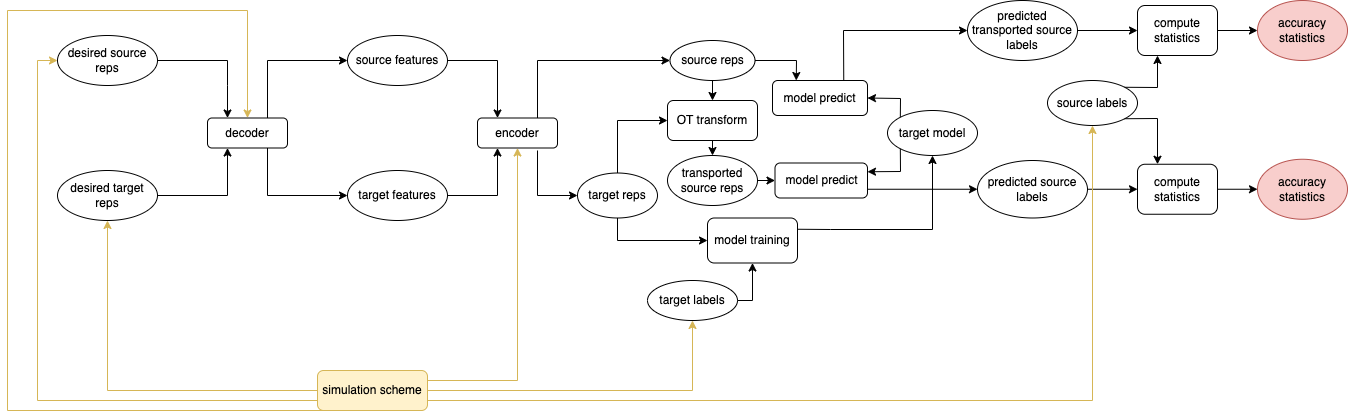 desired source
reps
desired target
reps
decoder
source features
target features
encoder
source reps
OT transform
transported
source reps
target reps
model training
target labels
model predict
model predict
target model
predicted
transported source
labels
predicted source
labels
source labels
compute
statistics
compute
statistics
accuracy
statistics
accuracy
statistics
simulation scheme